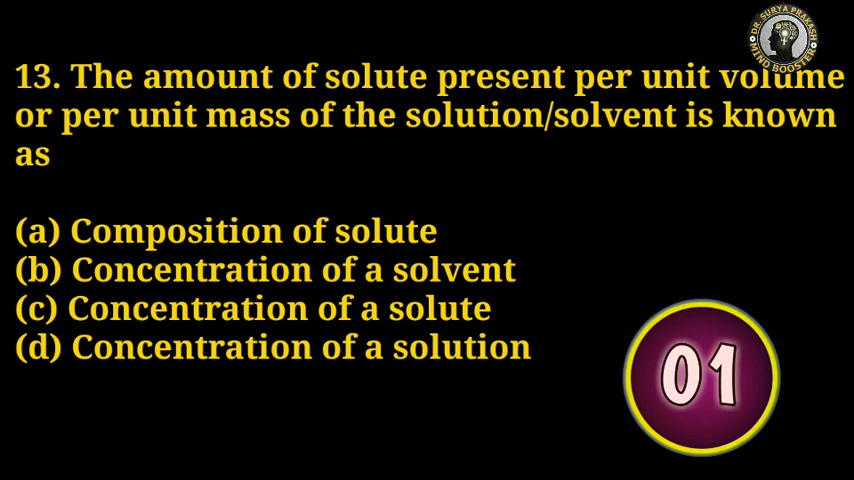 DR. SURYA PRAKASH
MIND BOOSTER
13. The amount of solute present per unit volume
or per unit mass of the solution/solvent is known
as
(a) Composition of solute
(b) Concentration of a solvent
(c) Concentration of a solute
(d) Concentration of a solution
01